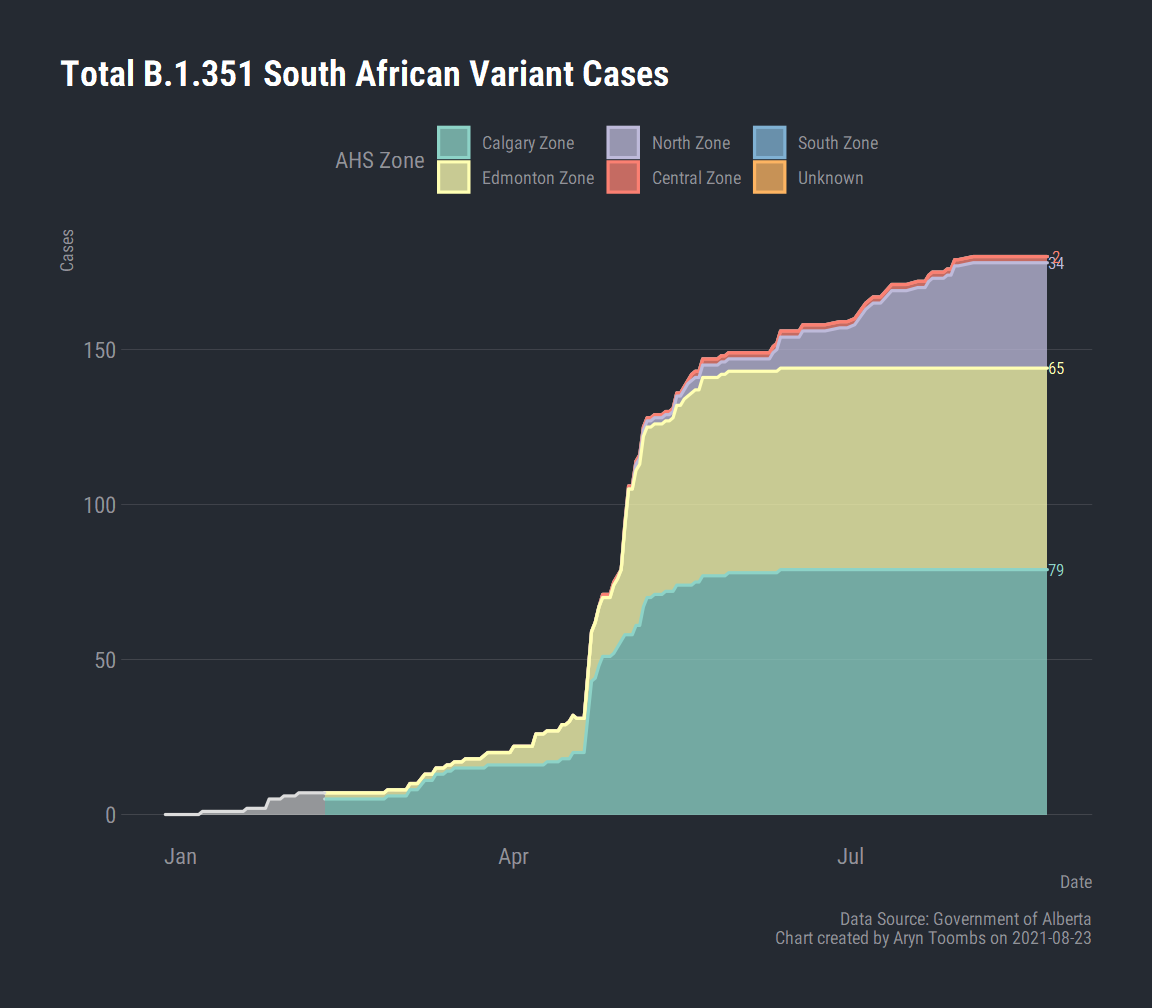 Total B.1.351 South African Variant Cases
AHS Zone
Calgary Zone
North Zone
South Zone
Edmonton Zone
Central Zone
Unknown
Cases
2
34
150
65
100
79
50
0
Jan
Apr
Jul
Date
Data Source: Government of Alberta
Chart created by Aryn Toombs on 2021-08-23